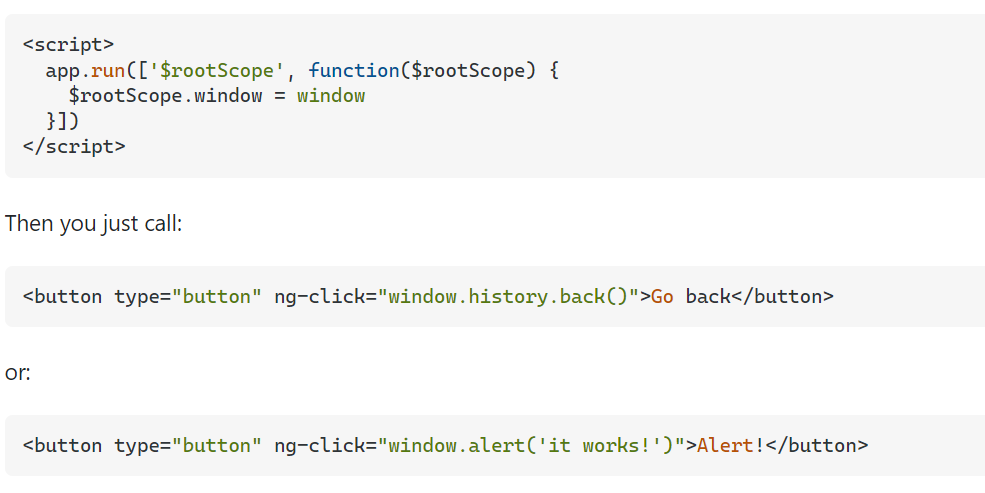 <script>
  app.run(['$rootScope', function($rootScope) {
    $rootScope.window = window
  }])
</script>
Then you just call:
<button type="button" ng-click="window.history.back()">Go back</button>
or:
<button type="button" ng-click="window.alert('it works!')">Alert!</button>